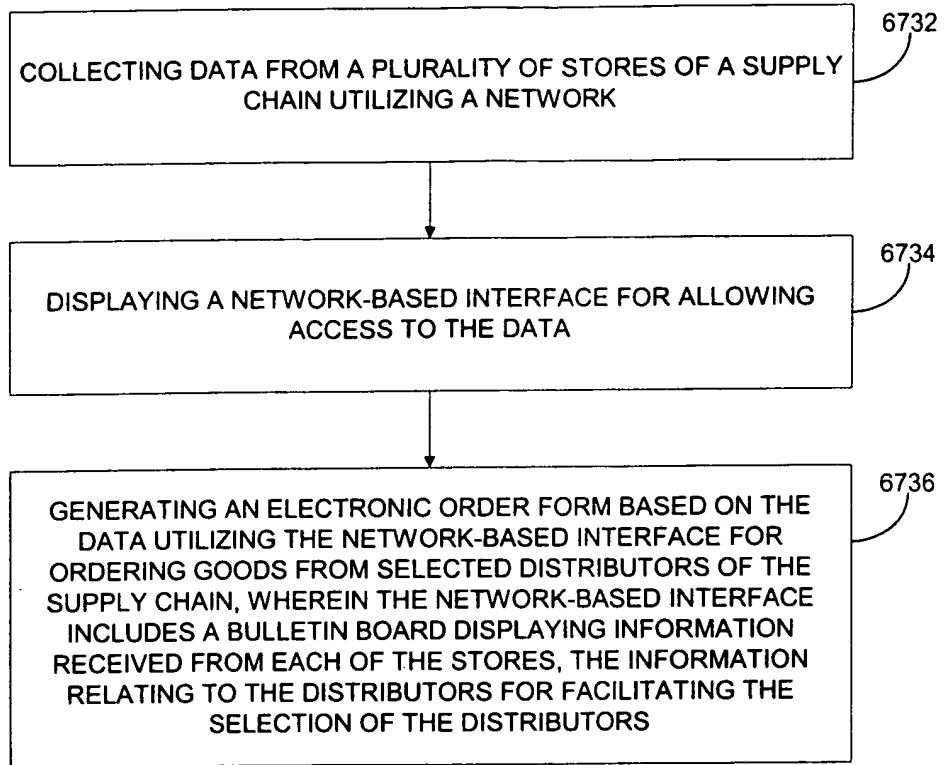 6732
COLLECTING DATA FROM A PLURALITY OF STORES OF A SUPPLY
CHAIN UTILIZING A NETWORK
6734
DISPLAYING A NETWORK-BASED INTERFACE FOR ALLOWING
ACCESS TO THE DATA
6736
GENERATING AN ELECTRONIC ORDER FORM BASED ON THE
DATA UTILIZING THE NETWORK-BASED INTERFACE FOR
ORDERING GOODS FROM SELECTED DISTRIBUTORS OF THE
SUPPLY CHAIN, WHEREIN THE NETWORK-BASED INTERFACE
INCLUDES A BULLETIN BOARD DISPLAYING INFORMATION
RECEIVED FROM EACH OF THE STORES, THE INFORMATION
RELATING TO THE DISTRIBUTORS FOR FACILITATING THE
SELECTION OF THE DISTRIBUTORS